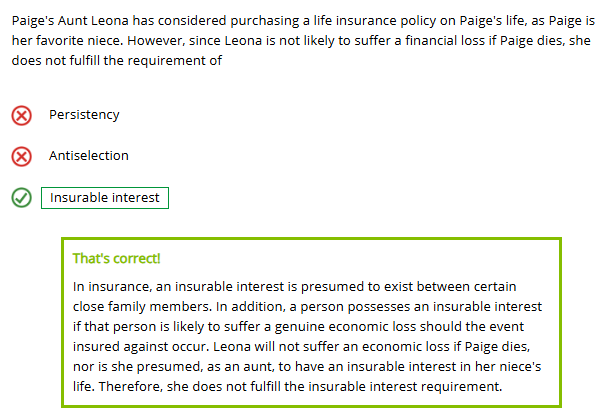 Paige's Aunt Leona has considered purchasing a life insurance policy on Paige's life, as Paige is
her favorite niece. However, since Leona is not likely to suffer a financial loss if Paige dies, she
does not fulfill the requirement of
Persistency
Antiselection
Insurable interest
That's correct!
In insurance, an insurable interest is presumed to exist between certain
close family members. In addition, a person possesses an insurable interest
if that person is likely to suffer a genuine economic loss should the event
insured against occur. Leona will not suffer an economic loss if Paige dies,
nor is she presumed, as an aunt, to have an insurable interest in her niece's
life. Therefore, she does not fulfill the insurable interest requirement.